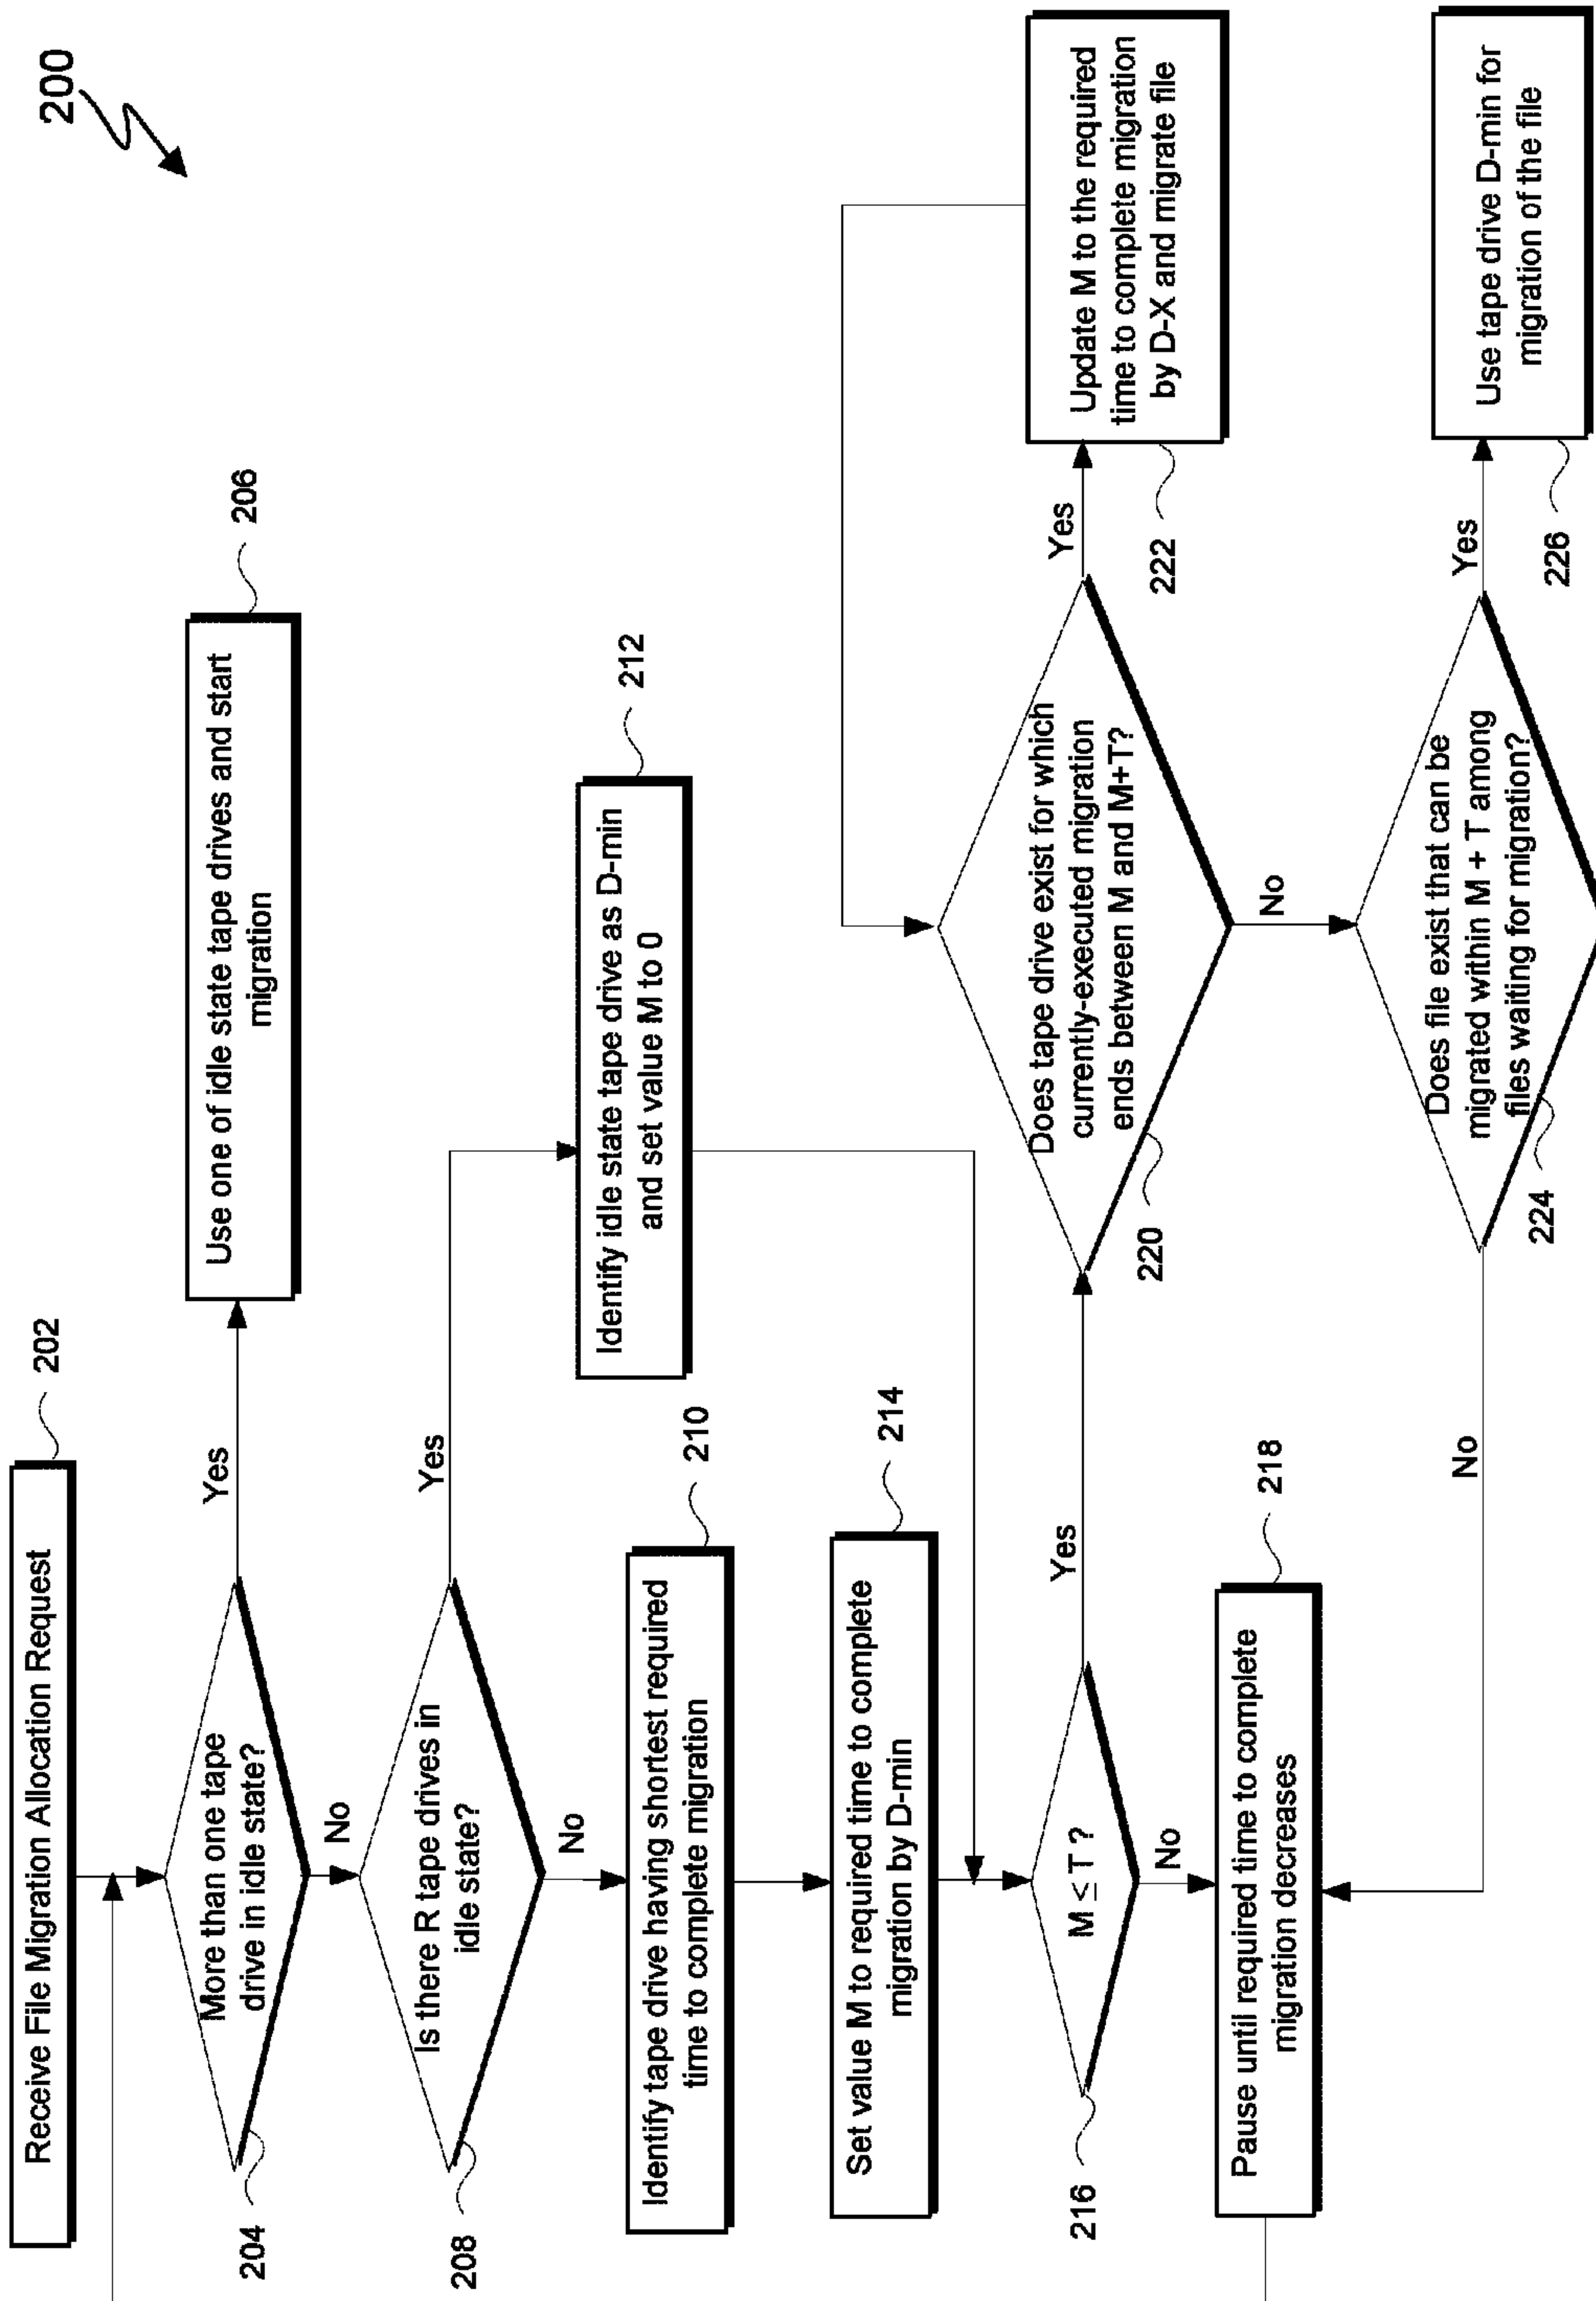 200
Receive File Migration Allocation Request
202
More than one tape
drive in idle state?
204
Yes
Use one of idle state tape drives and start
migration
206
No
Is there R tape drives in
idle state?
208
Yes
Identify idle state tape drive as D-min
and set value M to 0
212
No
Identify tape drive having shortest required
time to complete migration
210
Set value M to required time to complete
migration by D-min
214
M ≤ T ?
216
Yes
No
Pause until required time to complete
migration decreases
218
Does tape drive exist for which
currently-executed migration
ends between M and M+T?
220
Yes
Update M to the required
time to complete migration
by D-X and migrate file
222
No
Does file exist that can be
migrated within M + T among
files waiting for migration?
224
No
Yes
Use tape drive D-min for
migration of the file
226